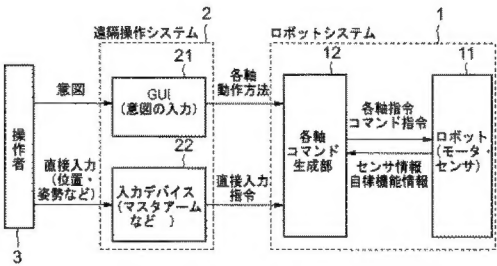 2
1
遠隔操作システム
ロボットシステム
21
12
11
意図
GUI
(意図の入力)
各軸
動作方法
操作者
各軸
コマンド
生成部
各軸指令
コマンド指令
ロボット
(モータ・
センサ)
センサ情報
自律機能情報
22
直接入力
(位置・
姿勢など)
入力デバイス
(マスタアーム
など )
直接入力
指令
3